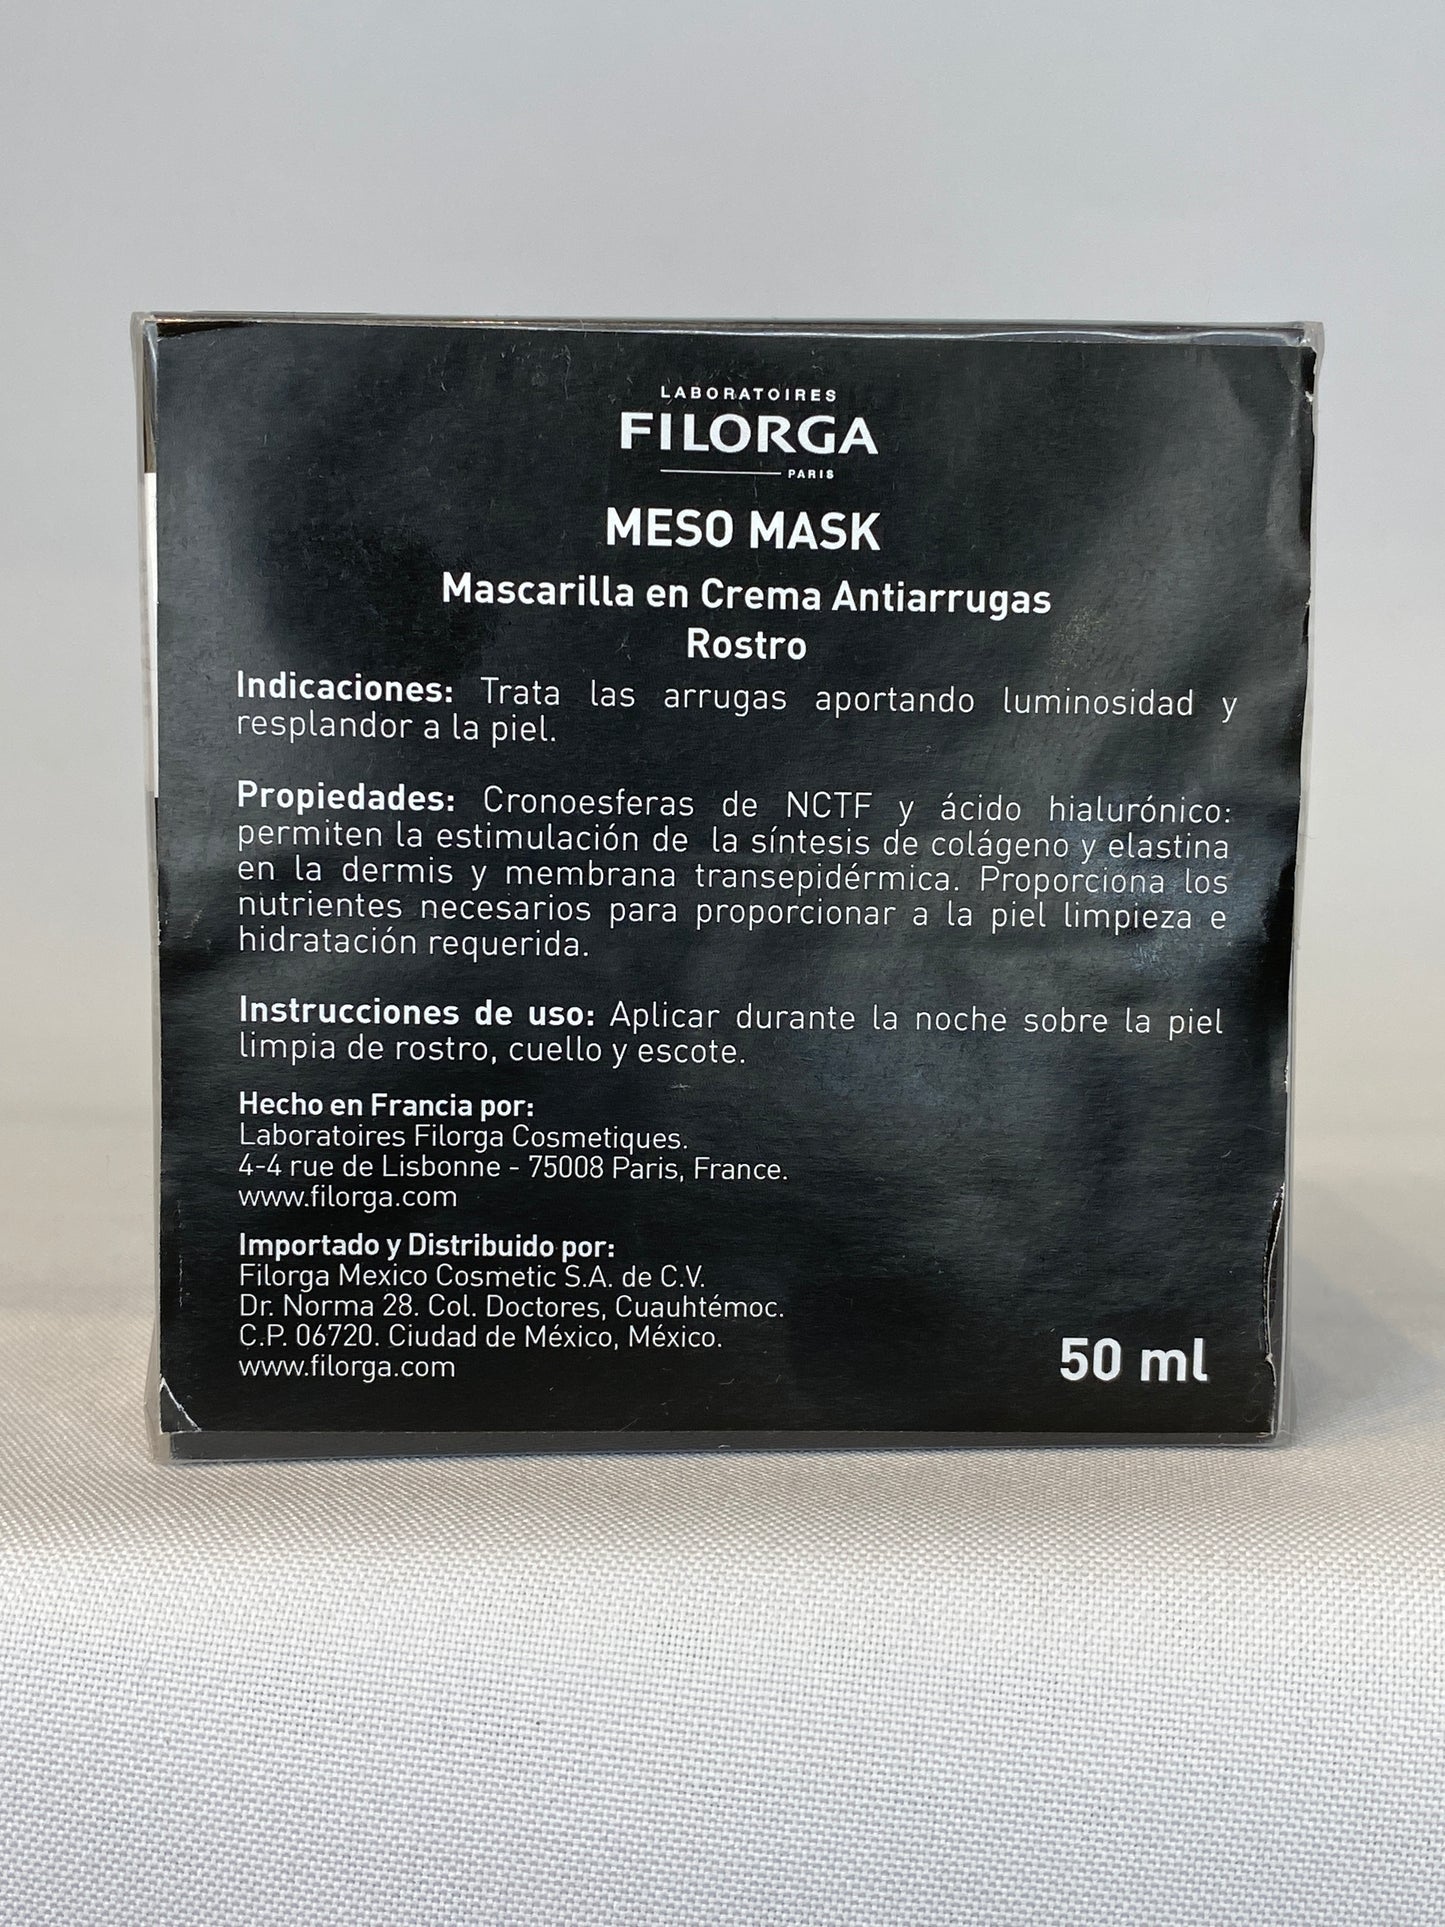 LABORATOIRES
FILORGA
PARIS
MESO MASK
Mascarilla en Crema Antiarrugas
Rostro
Indicaciones: Trata las arrugas aportando luminosidad y
resplandor a la piel.
Propiedades: Cronoesferas de NCTF y ácido hialurónico:
permiten la estimulación de la síntesis de colágeno y elastina
en la dermis y membrana transepidérmica. Proporciona los
nutrientes necesarios para proporcionar a la piel limpieza e
hidratación requerida.
Instrucciones de uso: Aplicar durante la noche sobre la piel
limpia de rostro, cuello y escote.
Hecho en Francia por:
Laboratoires Filorga Cosmetiques.
4-4 rue de Lisbonne - 75008 Paris, France.
www.filorga.com
Importado y Distribuido por:
Filorga Mexico Cosmetic S.A. de C.V.
Dr. Norma 28. Col. Doctores, Cuauhtémoc.
C.P. 06720. Ciudad de México, México.
www.filorga.com
50 ml